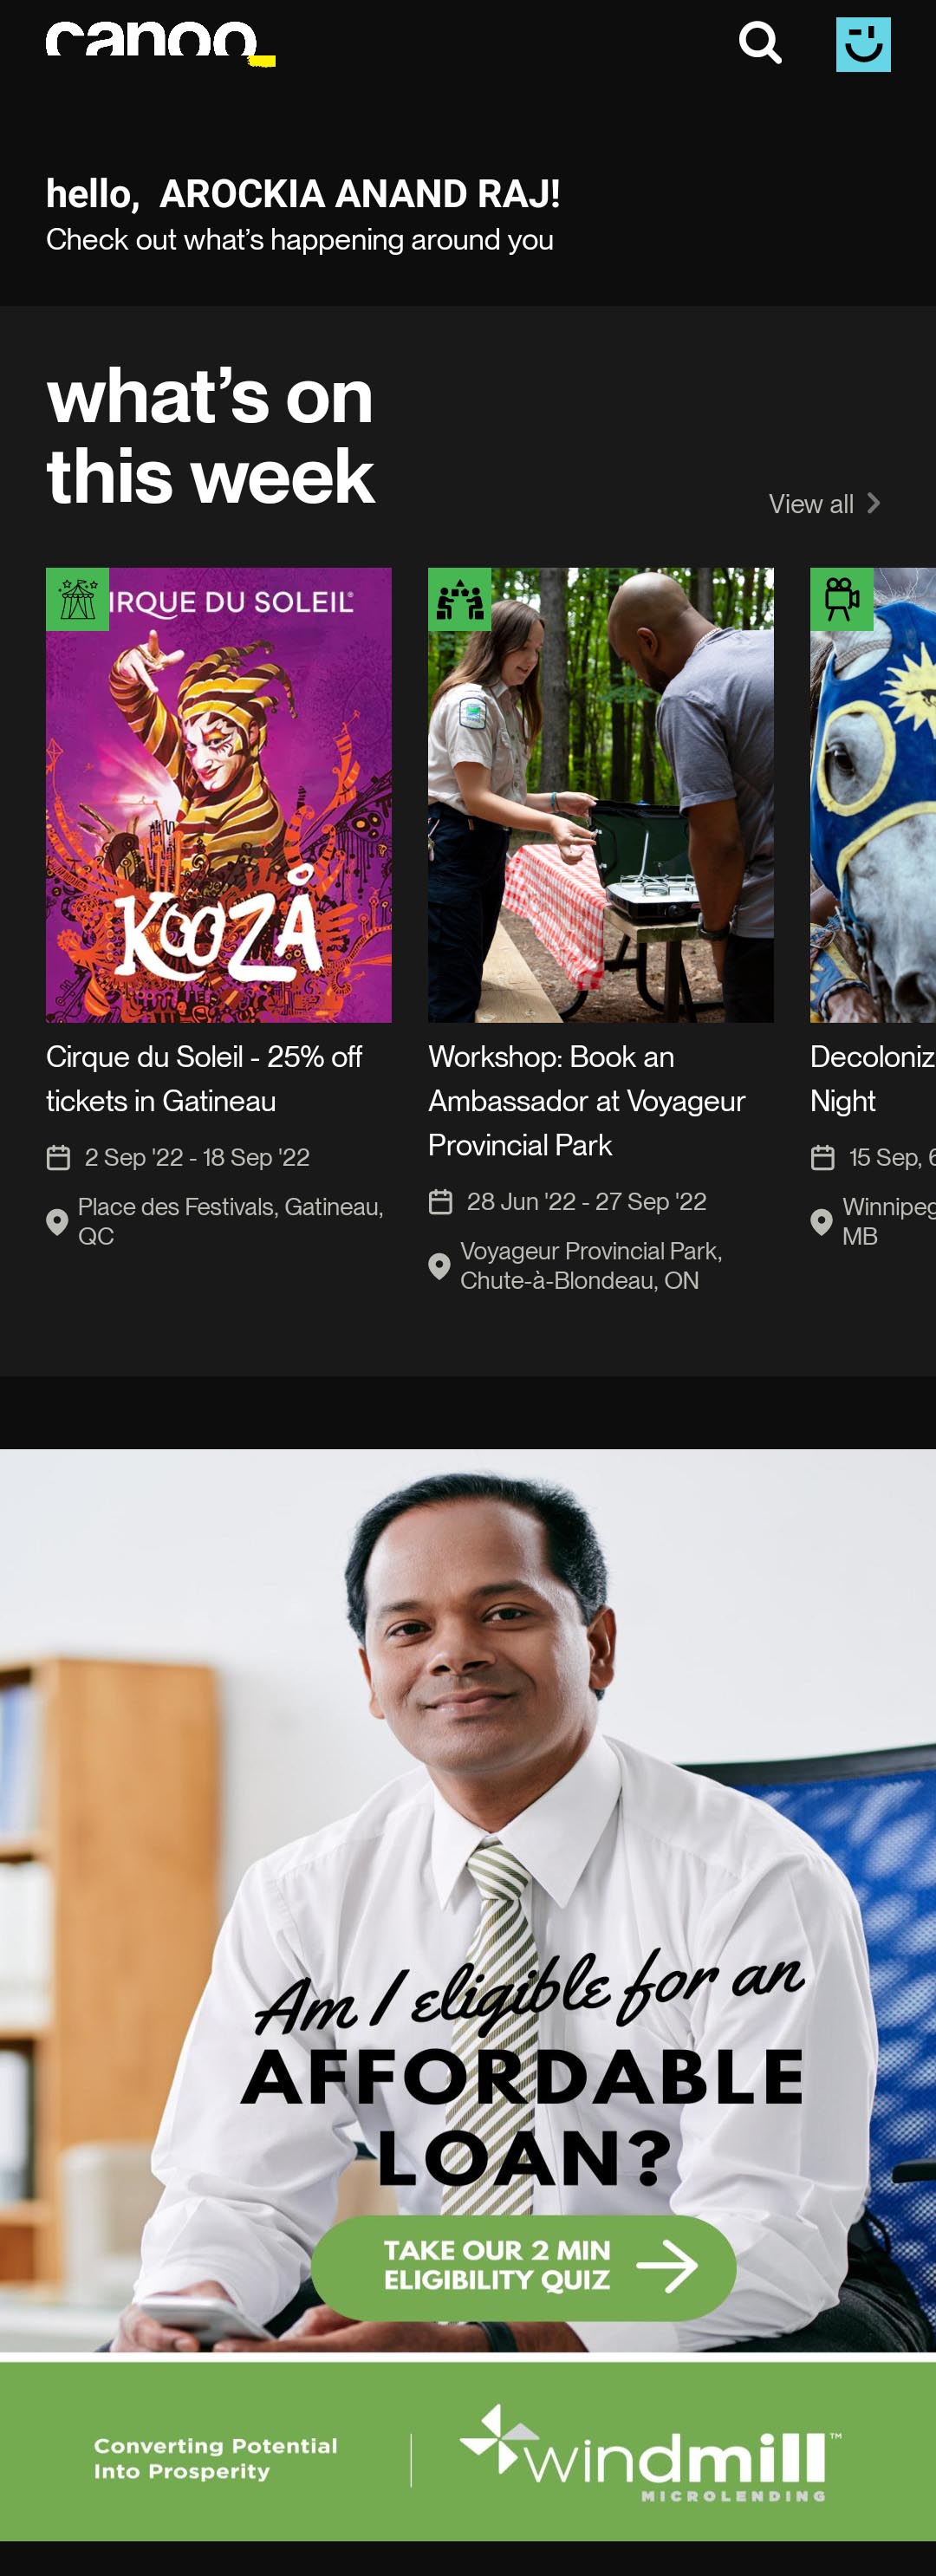 canoo
hello, AROCKIA ANAND RAJ!
Check out what's happening around you
what's on
this week
View all
IRQUE DU SOLEIL®
KOOZÅ
Cirque du Soleil - 25% off
tickets in Gatineau
2 Sep '22 - 18 Sep '22
Place des Festivals, Gatineau,
QC
Workshop: Book an
Ambassador at Voyageur
Provincial Park
28 Jun '22 - 27 Sep '22
Voyageur Provincial Park,
Chute-à-Blondeau, ON
Decoloniz
Night
15 Sep, 6
Winnipeg
MB
Am I eligible for an
AFFORDABLE
LOAN?
TAKE OUR 2 MIN
ELIGIBILITY QUIZ
Converting Potential
Into Prosperity
windmill™
MICROLENDING